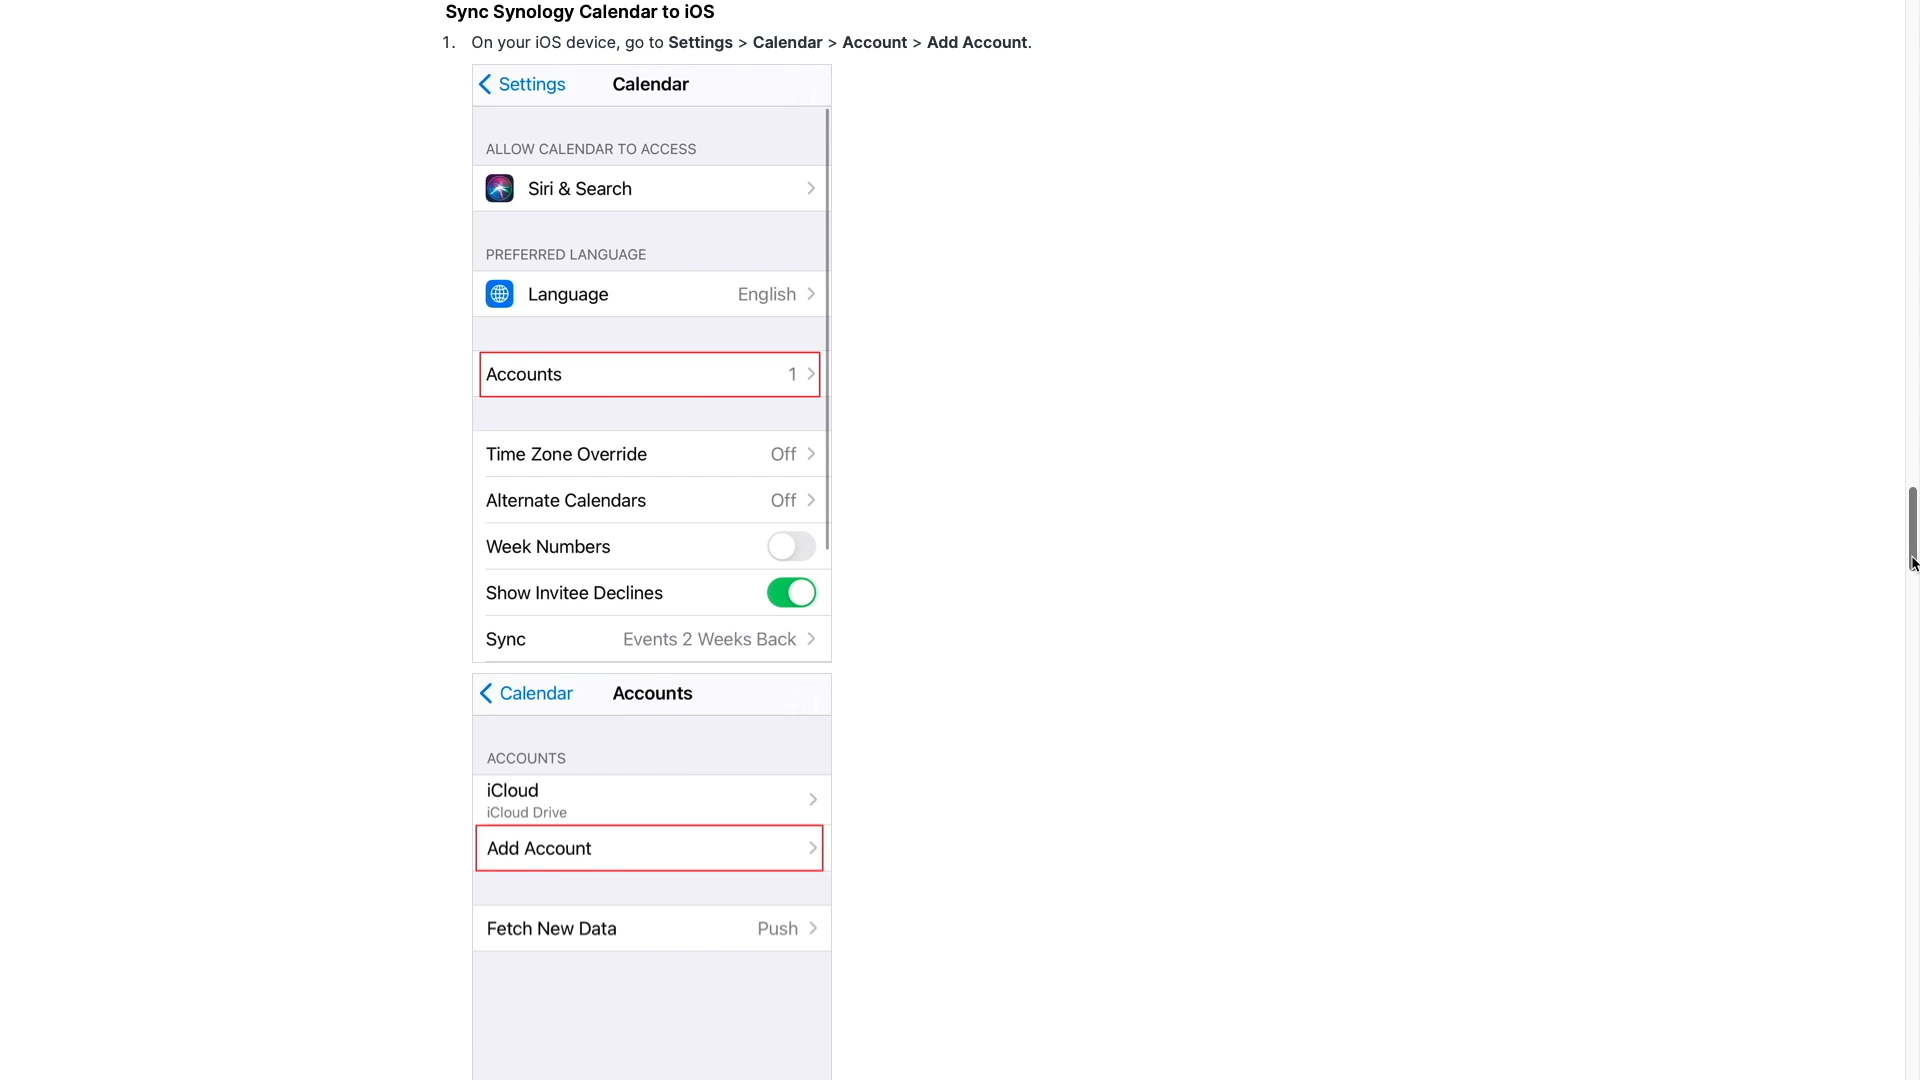 Sync Synology Calendar to iOS
1. On your iOS device, go to Settings > Calendar > Account > Add Account.
Settings Calendar
ALLOW CALENDAR TO ACCESS
Siri & Search
PREFERRED LANGUAGE
Language English
Accounts 1
Time Zone Override Off
Alternate Calendars Off
Week Numbers
Show Invitee Declines
Sync Events 2 Weeks Back
Calendar Accounts
ACCOUNTS
iCloud
iCloud Drive
Add Account
Fetch New Data Push